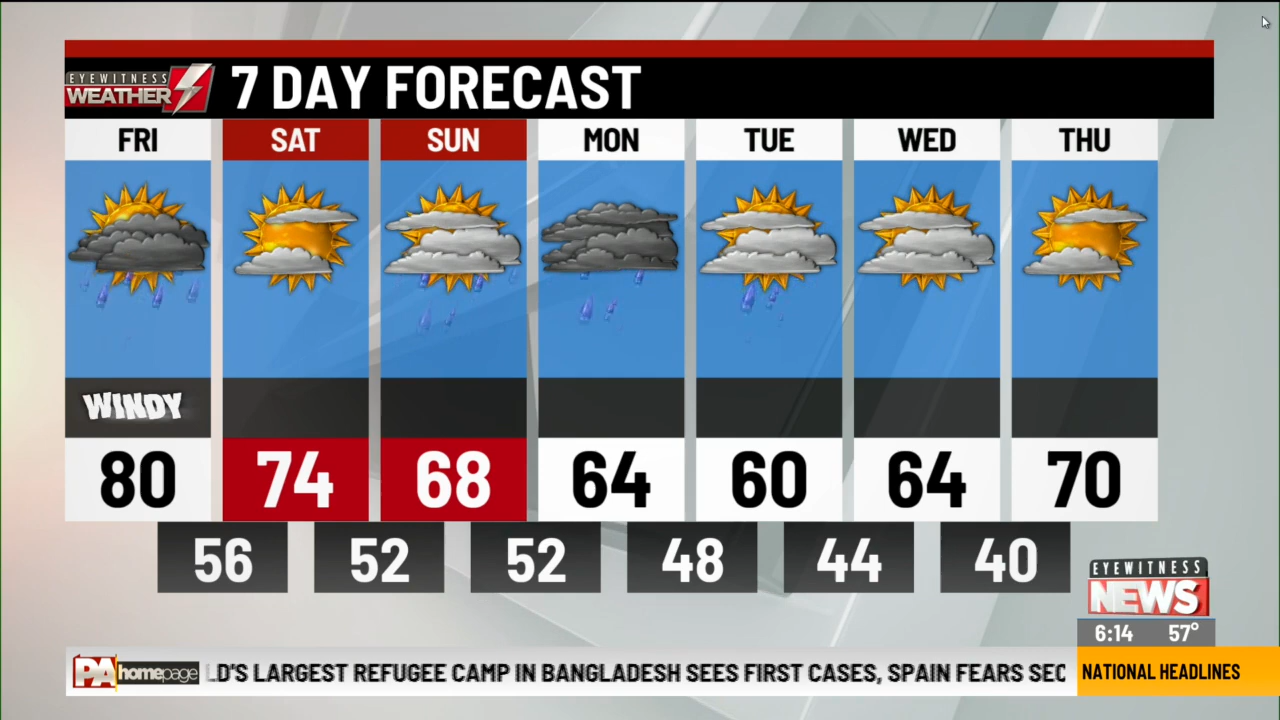 EYEWITNESS
WEATHER
7 DAY FORECAST
FRI SAT SUN MON TUE WED THU
WINDY
80 74 68 64 60 64 70
56 52 52 48 44 40
EYEWITNESS
NEWS
6:14 57°
PA homepage
.D'S LARGEST REFUGEE CAMP IN BANGLADESH SEES FIRST CASES, SPAIN FEARS SEC
NATIONAL HEADLINES